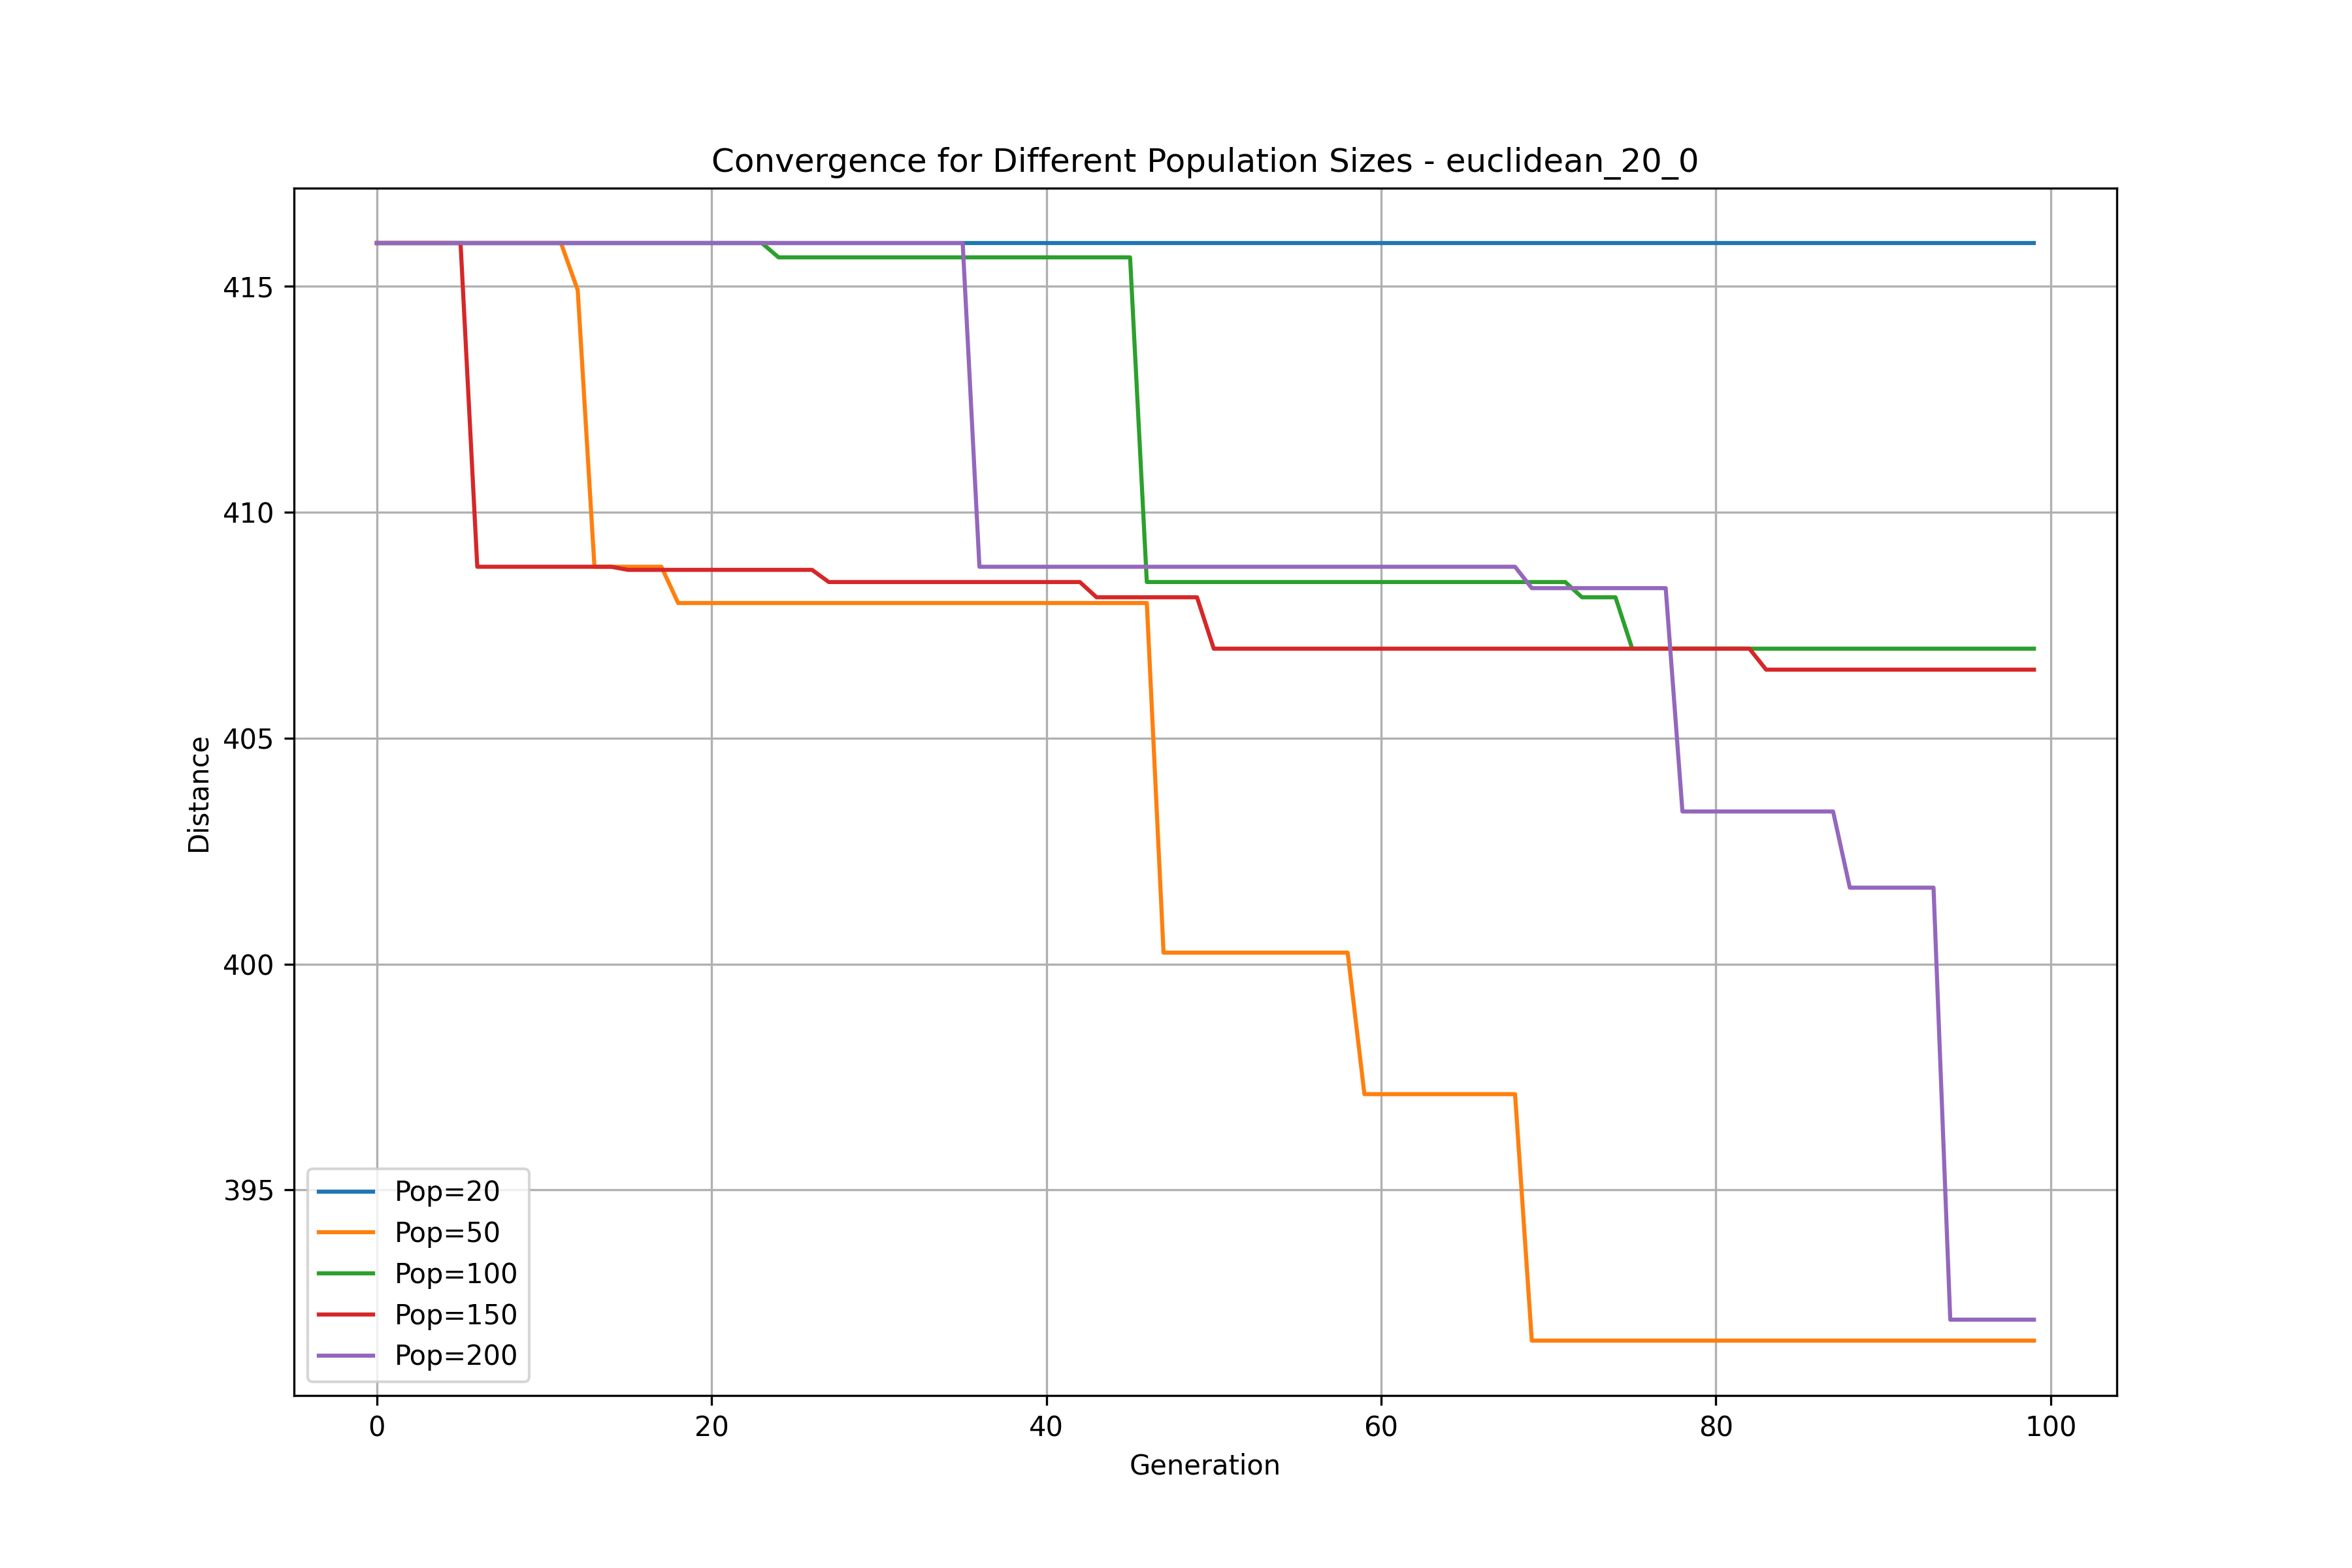 Convergence for Different Population Sizes - euclidean_20_0
415
410
405
400
395
Distance
Pop=20
Pop=50
Pop=100
Pop=150
Pop=200
0 20 40 60 80 100
Generation